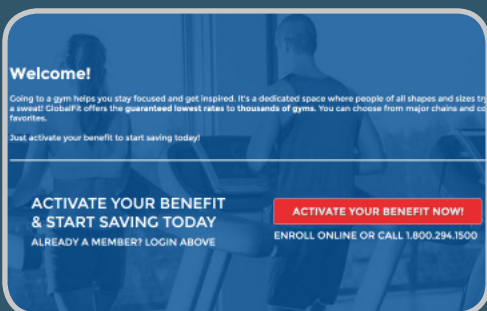 Welcome!
Going to a gym helps you stay focused and get inspired. It's a dedicated space where people of all shapes and sizes try
a sweat! GlobalFit offers the guaranteed lowest rates to thousands of gyms. You can choose from major chains and co
favorites.
Just activate your benefit to start saving today!
ACTIVATE YOUR BENEFIT
& START SAVING TODAY
ALREADY A MEMBER? LOGIN ABOVE
ACTIVATE YOUR BENEFIT NOW!
ENROLL ONLINE OR CALL 1.800.294.1500